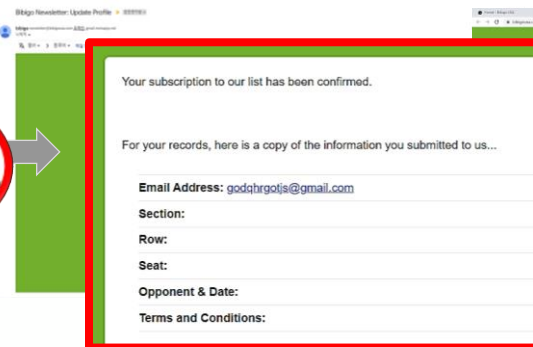 Bibigo Newsletter: Update Profile
Your subscription to our list has been confirmed.
For your records, here is a copy of the information you submitted to us...
Email Address: godqhrgotjs@gmail.com
Section:
Row:
Seat:
Opponent & Date:
Terms and Conditions: